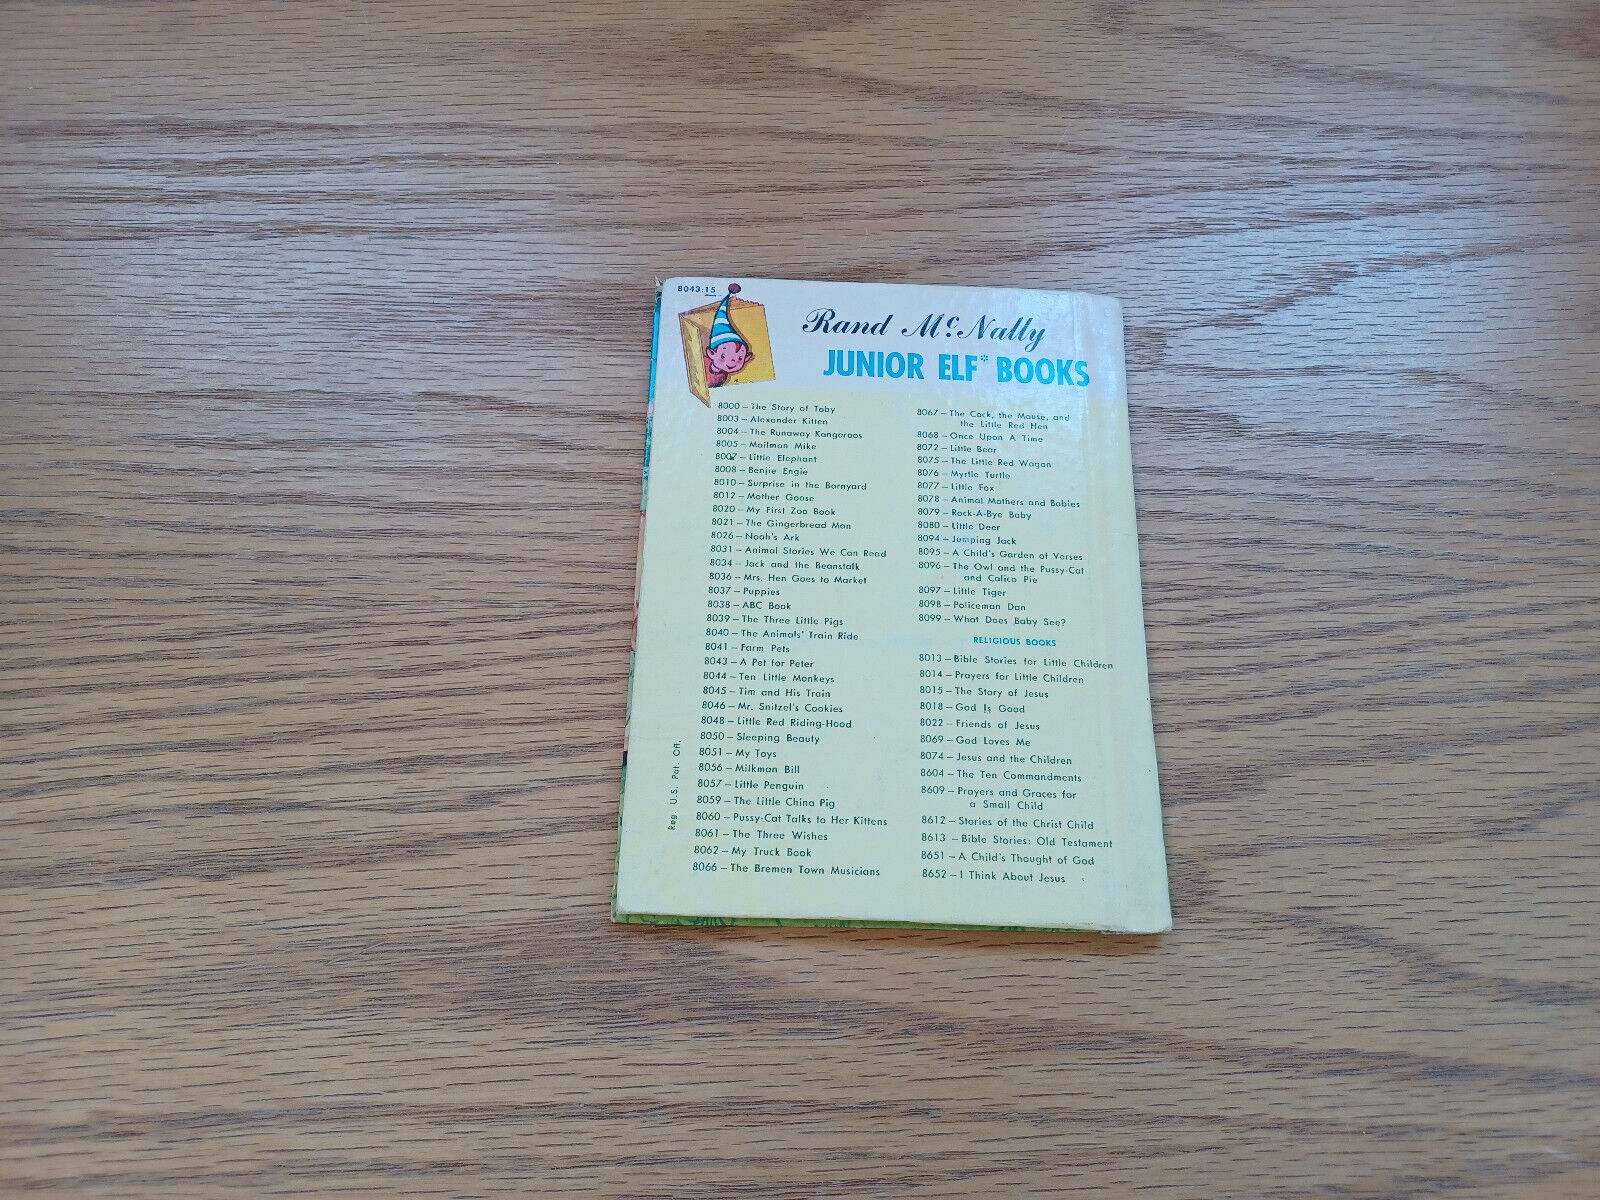 8043:15
Rand McNally
JUNIOR ELF* BOOKS
8000 – The Story of Toby
8003 – Alexander Kitten
8004 – The Runaway Kangaroos
8005 – Mailman Mike
8007 – Little Elephant
8008 – Benjie Engie
8010 – Surprise in the Barnyard
8012 – Mother Goose
8020 – My First Zoo Book
8021 – The Gingerbread Man
8026 – Noah's Ark
8031 – Animal Stories We Can Read
8034 – Jack and the Beanstalk
8036 – Mrs. Hen Goes to Market
8037 – Puppies
8038 – ABC Book
8039 – The Three Little Pigs
8040 – The Animals' Train Ride
8041 – Farm Pets
8043 – A Pet for Peter
8044 – Ten Little Monkeys
8045 – Tim and His Train
8046 – Mr. Snitzel's Cookies
8048 – Little Red Riding-Hood
8050 – Sleeping Beauty
8051 – My Toys
8056 – Milkman Bill
8057 – Little Penguin
8059 – The Little China Pig
8060 – Pussy-Cat Talks to Her Kittens
8061 – The Three Wishes
8062 – My Truck Book
8066 – The Bremen Town Musicians
8067 – The Cock, the Mouse, and
the Little Red Hen
8068 – Once Upon A Time
8072 – Little Bear
8075 – The Little Red Wagon
8076 – Myrtle Turtle
8077 – Little Fox
8078 – Animal Mothers and Babies
8079 – Rock-A-Bye Baby
8080 – Little Deer
8094 – Jumping Jack
8095 – A Child's Garden of Verses
8096 – The Owl and the Pussy-Cat
and Calico Pie
8097 – Little Tiger
8098 – Policeman Dan
8099 – What Does Baby See?
RELIGIOUS BOOKS
8013 – Bible Stories for Little Children
8014 – Prayers for Little Children
8015 – The Story of Jesus
8018 – God Is Good
8022 – Friends of Jesus
8069 – God Loves Me
8074 – Jesus and the Children
8604 – The Ten Commandments
8609 – Prayers and Graces for
a Small Child
8612 – Stories of the Christ Child
8613 – Bible Stories: Old Testament
8651 – A Child's Thought of God
8652 – I Think About Jesus
Reg. U.S. Pat. Off.